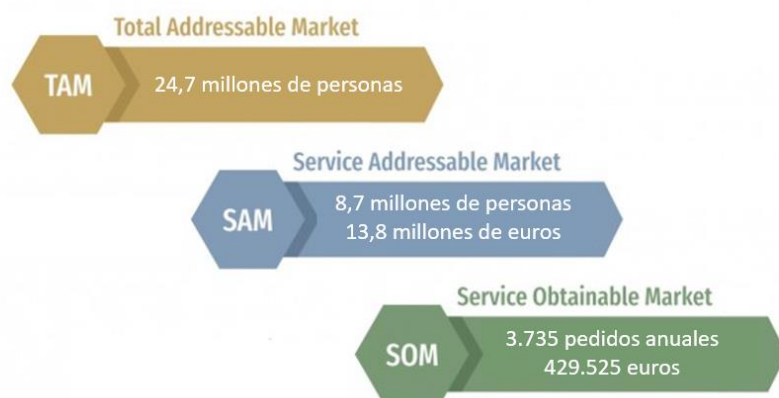 Total Addressable Market
TAM
24,7 millones de personas
Service Addressable Market
SAM
8,7 millones de personas
13,8 millones de euros
Service Obtainable Market
SOM
3.735 pedidos anuales
429.525 euros